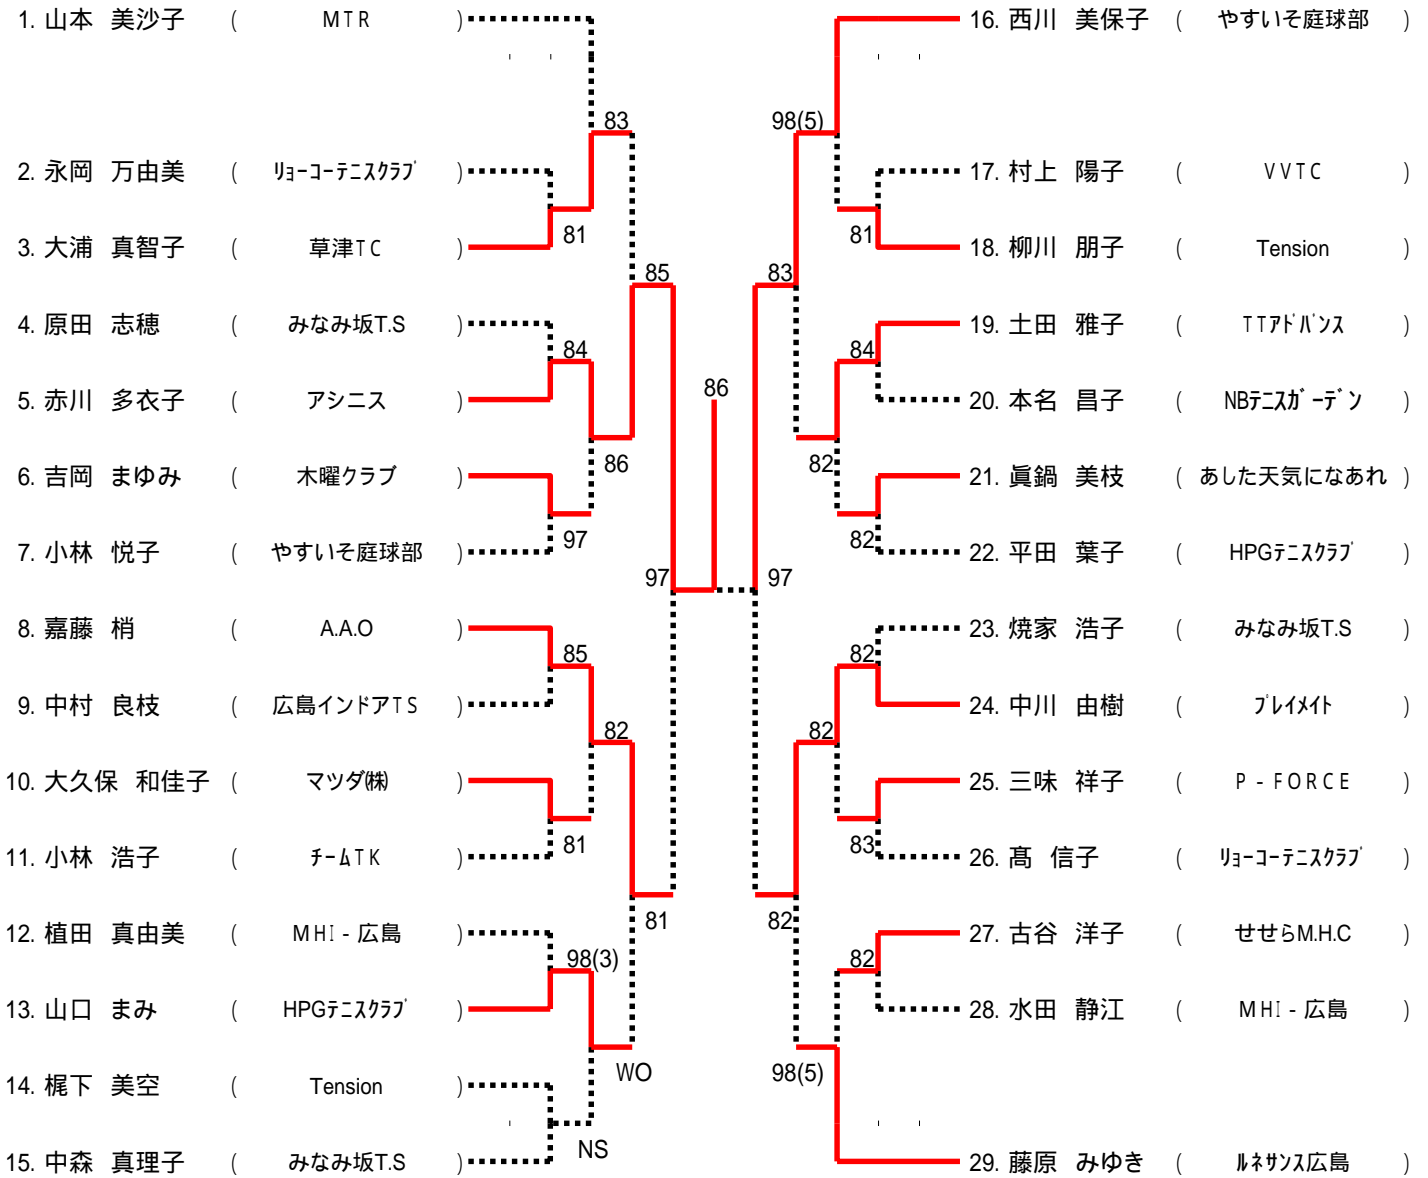 1. 山本 美沙子 ( MTR )
2. 永岡 万由美 ( リョーコーテニスクラブ )
3. 大浦 真智子 ( 草津TC )
4. 原田 志穂 ( みなみ坂T.S )
5. 赤川 多衣子 ( アシニス )
6. 吉岡 まゆみ ( 木曜クラブ )
7. 小林 悦子 ( やすいそ庭球部 )
8. 嘉藤 梢 ( A.A.O )
9. 中村 良枝 ( 広島インドアTS )
10. 大久保 和佳子 ( マツダ㈱ )
11. 小林 浩子 ( チームTK )
12. 植田 真由美 ( MHI - 広島 )
13. 山口 まみ ( HPGテニスクラブ )
14. 梶下 美空 ( Tension )
15. 中森 真理子 ( みなみ坂T.S )
83
81
84
97
86
85
85
81
82
98(3)
NS
WO
81
97
86
97
98(5)
81
83
84
82
82
82
82
83
82
82
98(5)
16. 西川 美保子 ( やすいそ庭球部 )
17. 村上 陽子 ( VVTC )
18. 柳川 朋子 ( Tension )
19. 土田 雅子 ( TTアドバンス )
20. 本名 昌子 ( NBテニスガーデン )
21. 眞鍋 美枝 ( あした天気になあれ )
22. 平田 葉子 ( HPGテニスクラブ )
23. 焼家 浩子 ( みなみ坂T.S )
24. 中川 由樹 ( プレイメイト )
25. 三味 祥子 ( P - FORCE )
26. 髙 信子 ( リョーコーテニスクラブ )
27. 古谷 洋子 ( せせらM.H.C )
28. 水田 静江 ( MHI - 広島 )
29. 藤原 みゆき ( ルネサンス広島 )